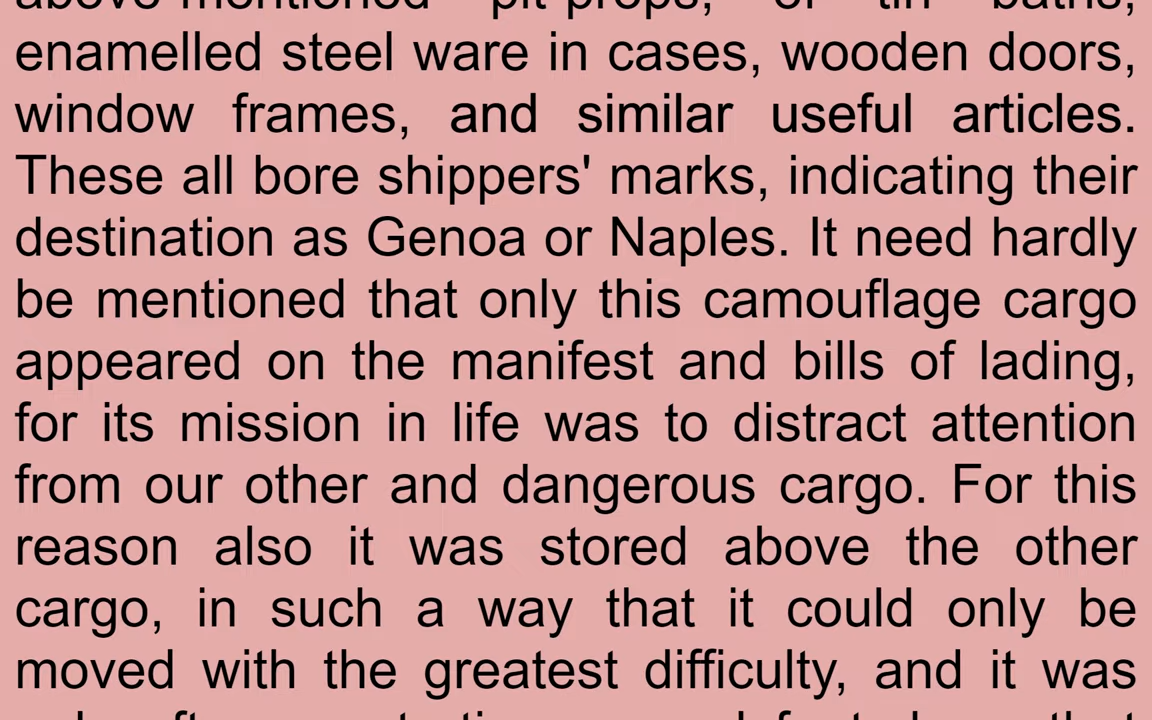 above-mentioned pit-props, or tin baths,
enamelled steel ware in cases, wooden doors,
window frames, and similar useful articles.
These all bore shippers' marks, indicating their
destination as Genoa or Naples. It need hardly
be mentioned that only this camouflage cargo
appeared on the manifest and bills of lading,
for its mission in life was to distract attention
from our other and dangerous cargo. For this
reason also it was stored above the other
cargo, in such a way that it could only be
moved with the greatest difficulty, and it was